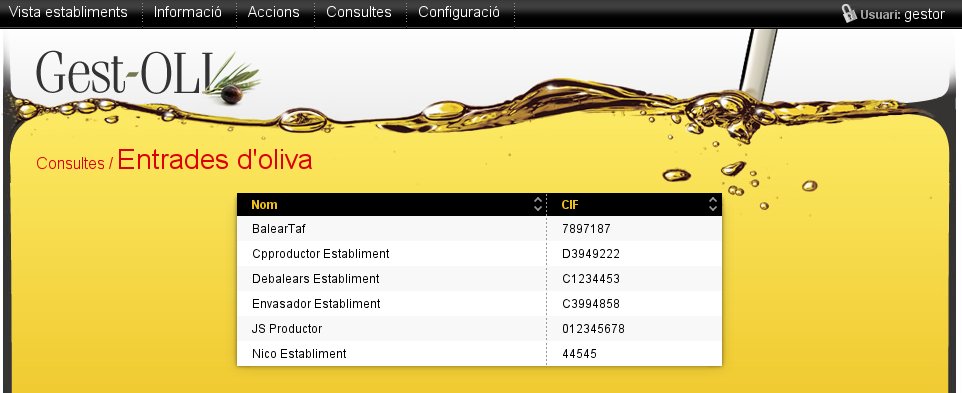 Vista establiments Informació Accions Consultes Configuració Usuari: gestor
Gest-OLI
Consultes / Entrades d'oliva
Nom CIF
BalearTaf 7897187
Cpproductor Establiment D3949222
Debalears Establiment C1234453
Envasador Establiment C3994858
JS Productor 012345678
Nico Establiment 44545